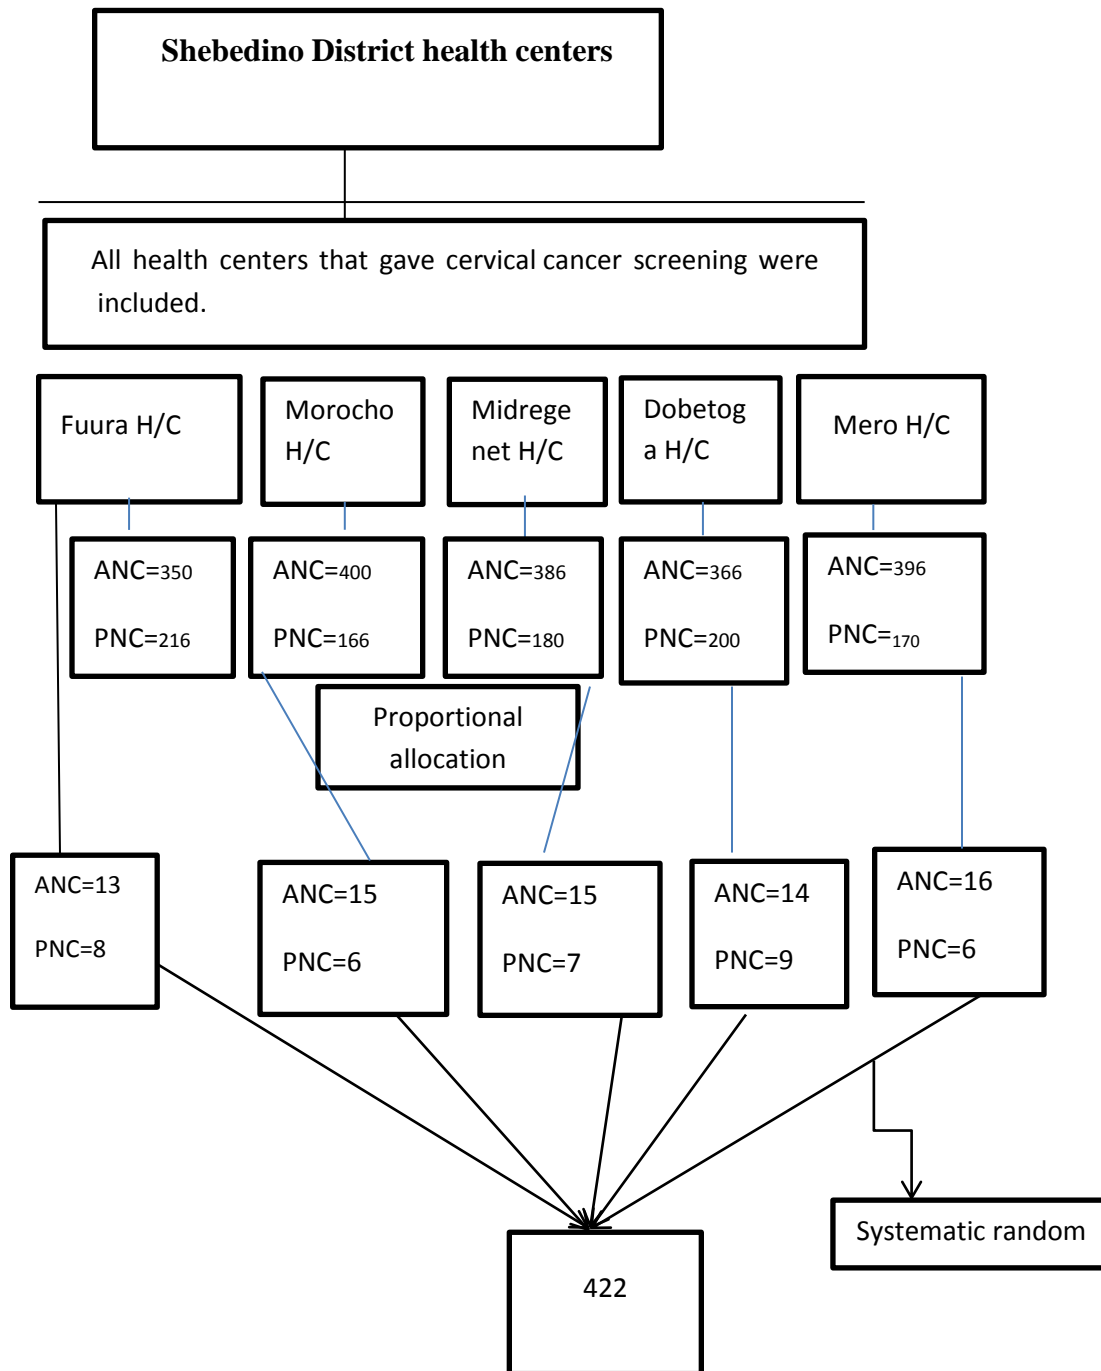 Shebedino District health centers
All health centers that gave cervical cancer screening were
included.
Fuura H/C
Morocho
H/C
Midrege
net H/C
Dobetog
a H/C
Mero H/C
ANC=350
PNC=216
ANC=400
PNC=166
ANC=386
PNC=180
ANC=366
PNC=200
ANC=396
PNC=170
Proportional
allocation
ANC=13
PNC=8
ANC=15
PNC=6
ANC=15
PNC=7
ANC=14
PNC=9
ANC=16
PNC=6
Systematic random
422